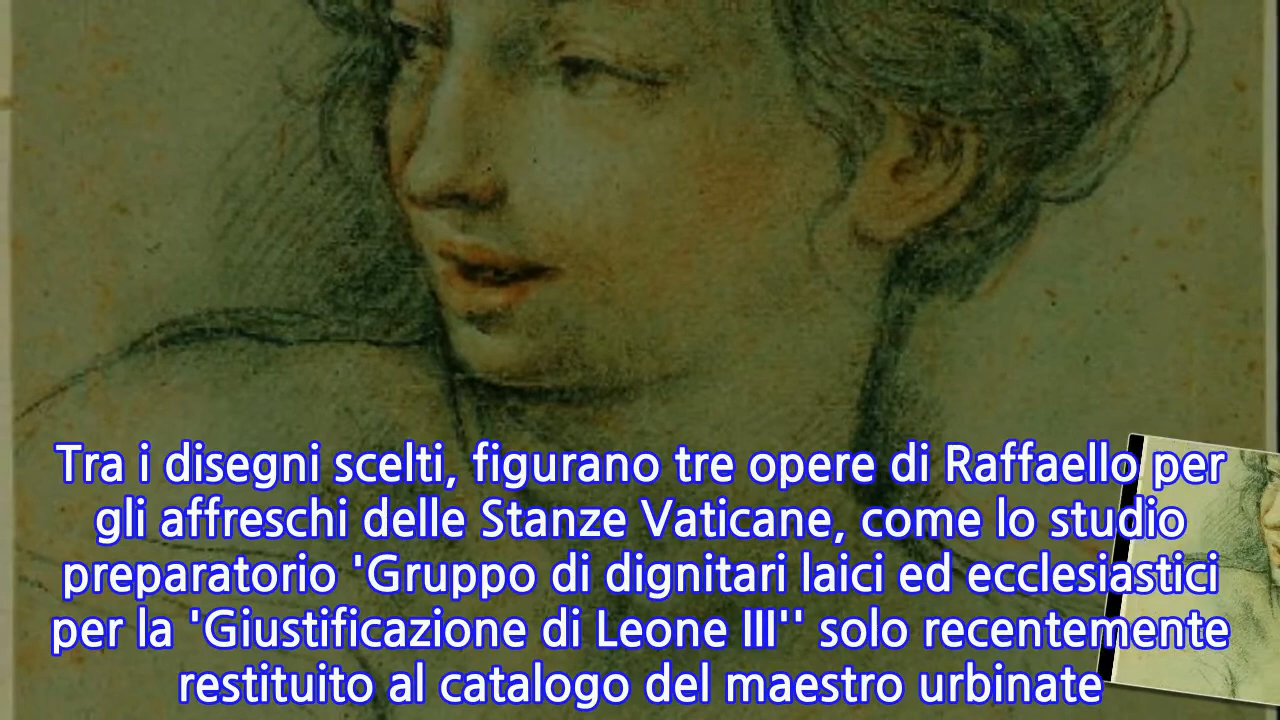 Tra i disegni scelti, figurano tre opere di Raffaello per
gli affreschi delle Stanze Vaticane, come lo studio
preparatorio 'Gruppo di dignitari laici ed ecclesiastici
per la 'Giustificazione di Leone III'' solo recentemente
restituito al catalogo del maestro urbinate